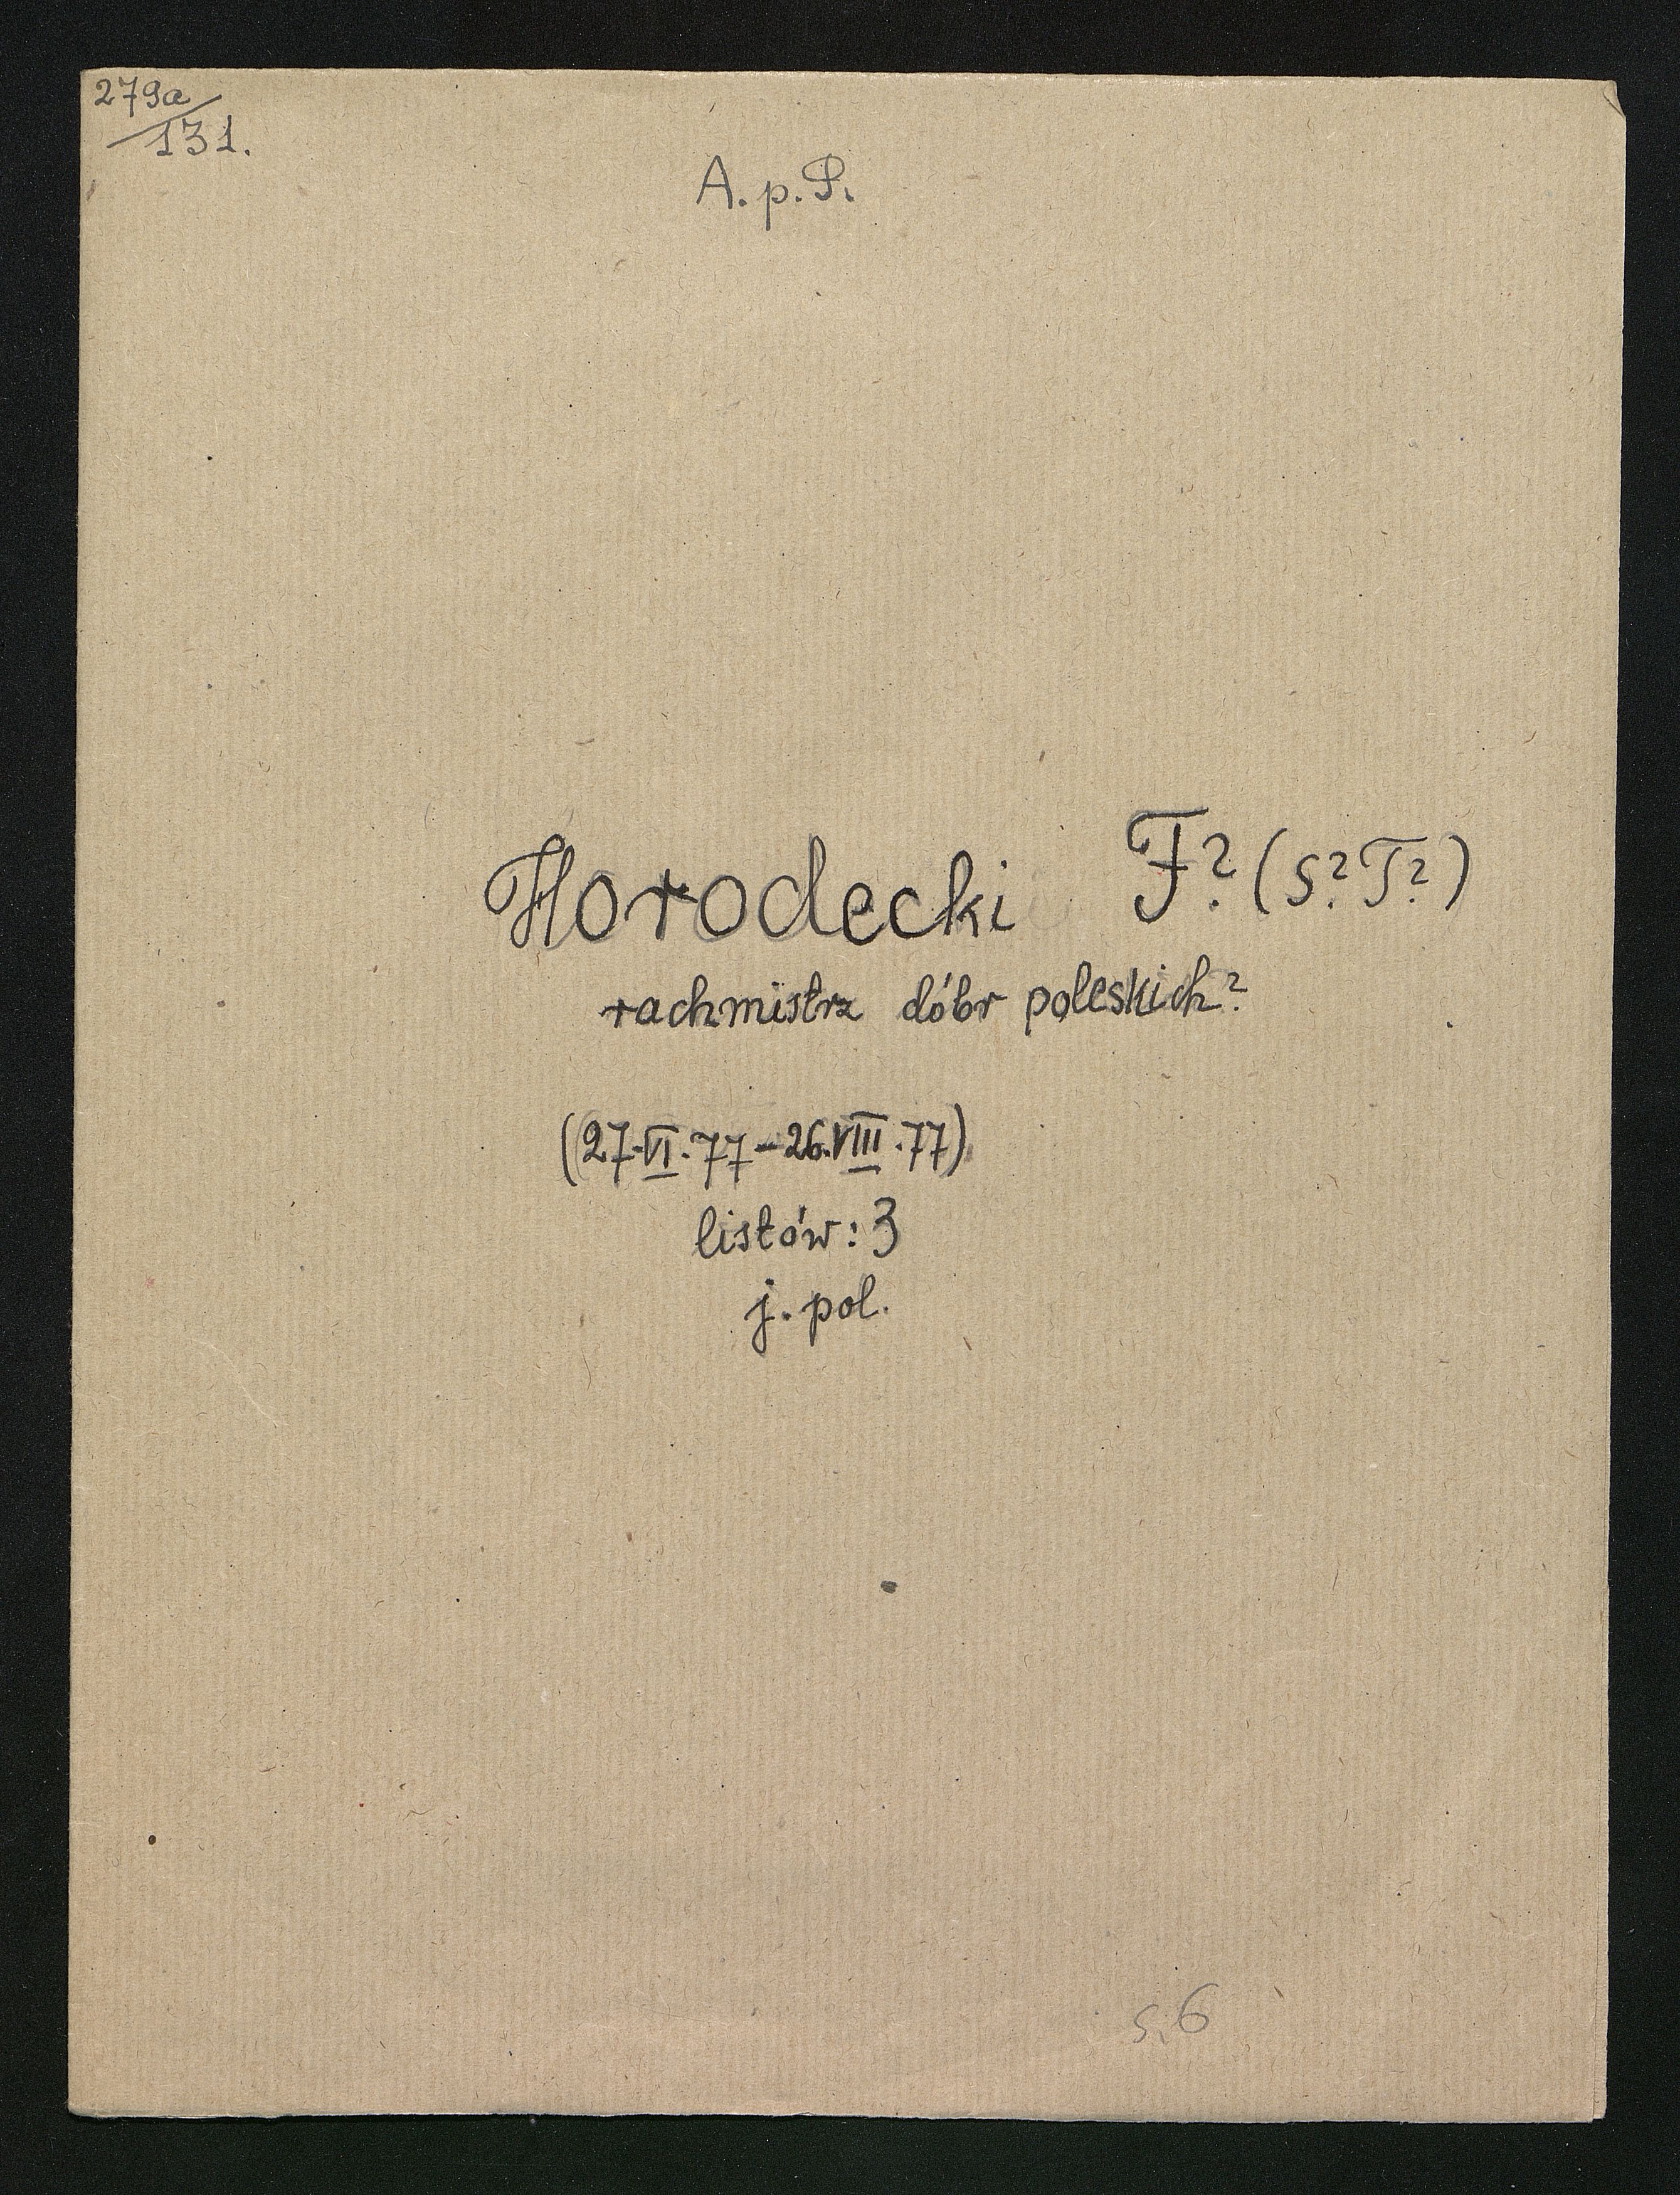 279a/131.
A. p. P.
Horodecki F? (S? T?)
rachmistrz dóbr poleskich?
(27.VI.77-26.VIII.77)
listów: 3
j. pol.
s. 6